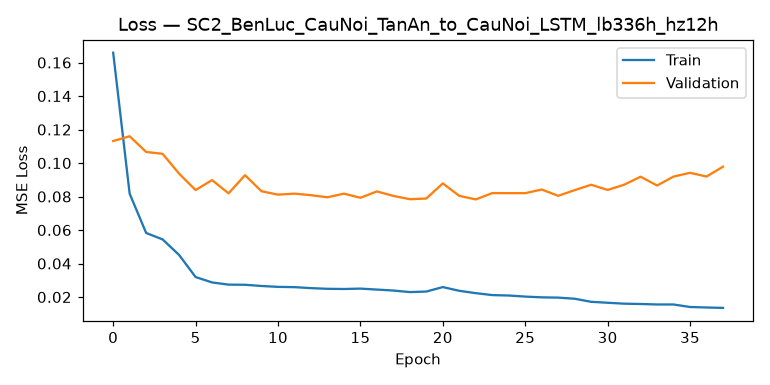 Loss — SC2_BenLuc_CauNoi_TanAn_to_CauNoi_LSTM_lb336h_hz12h
Train
Validation
0.16
0.14
0.12
0.10
0.08
0.06
0.04
0.02
MSE Loss
0 5 10 15 20 25 30 35
Epoch